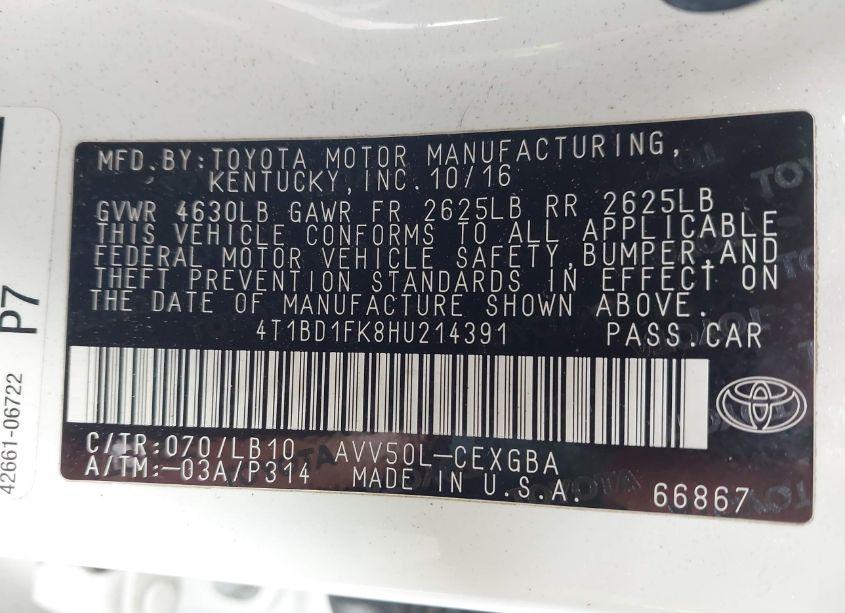 MFD.BY:TOYOTA MOTOR MANUFACTURING,
KENTUCKY,INC.10/16
GVWR 4630LB GAWR FR 2625LB RR 2625LB
THIS VEHICLE CONFORMS TO ALL APPLICABLE
FEDERAL MOTOR VEHICLE SAFETY,BUMPER,AND
THEFT PREVENTION STANDARDS IN EFFECT ON
THE DATE OF MANUFACTURE SHOWN ABOVE.
4T1BD1FK8HU214391 PASS.CAR
C/TR:070/LB10 AVV50L-CEXGBA
A/TM:-03A/P314 MADE IN U.S.A. 66867
P7
42661-06722